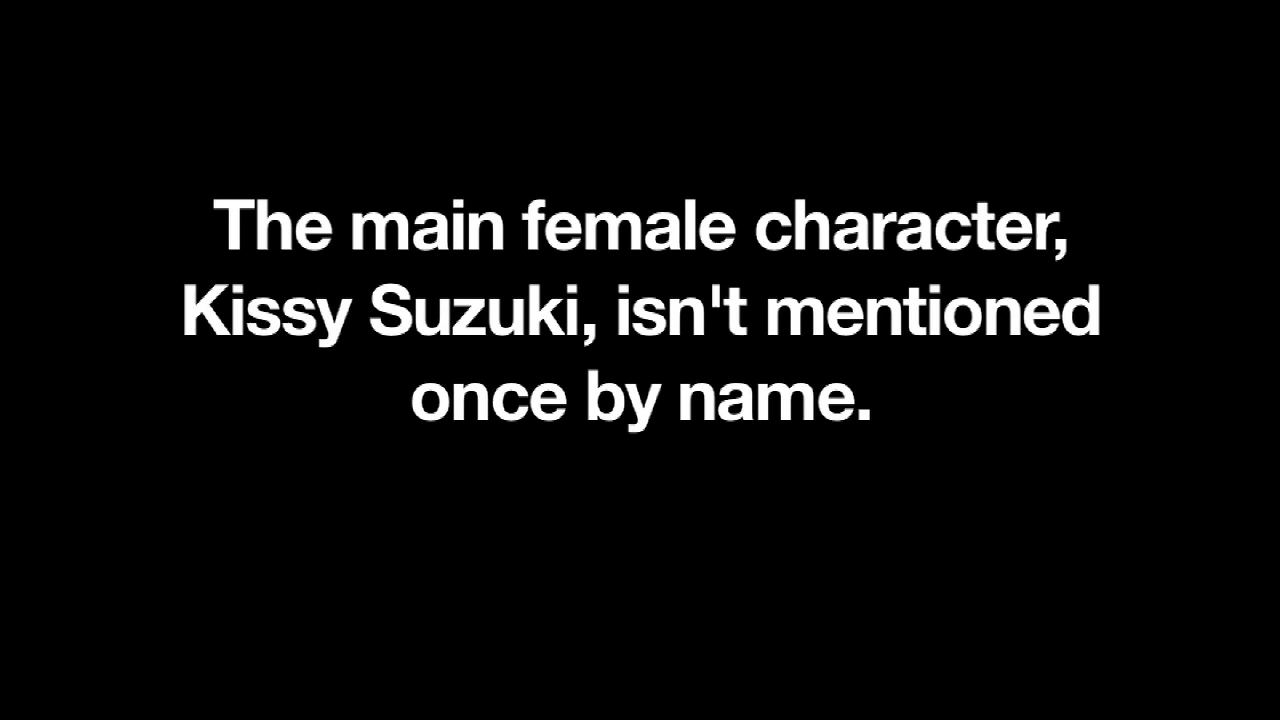 The main female character,
Kissy Suzuki, isn't mentioned
once by name.